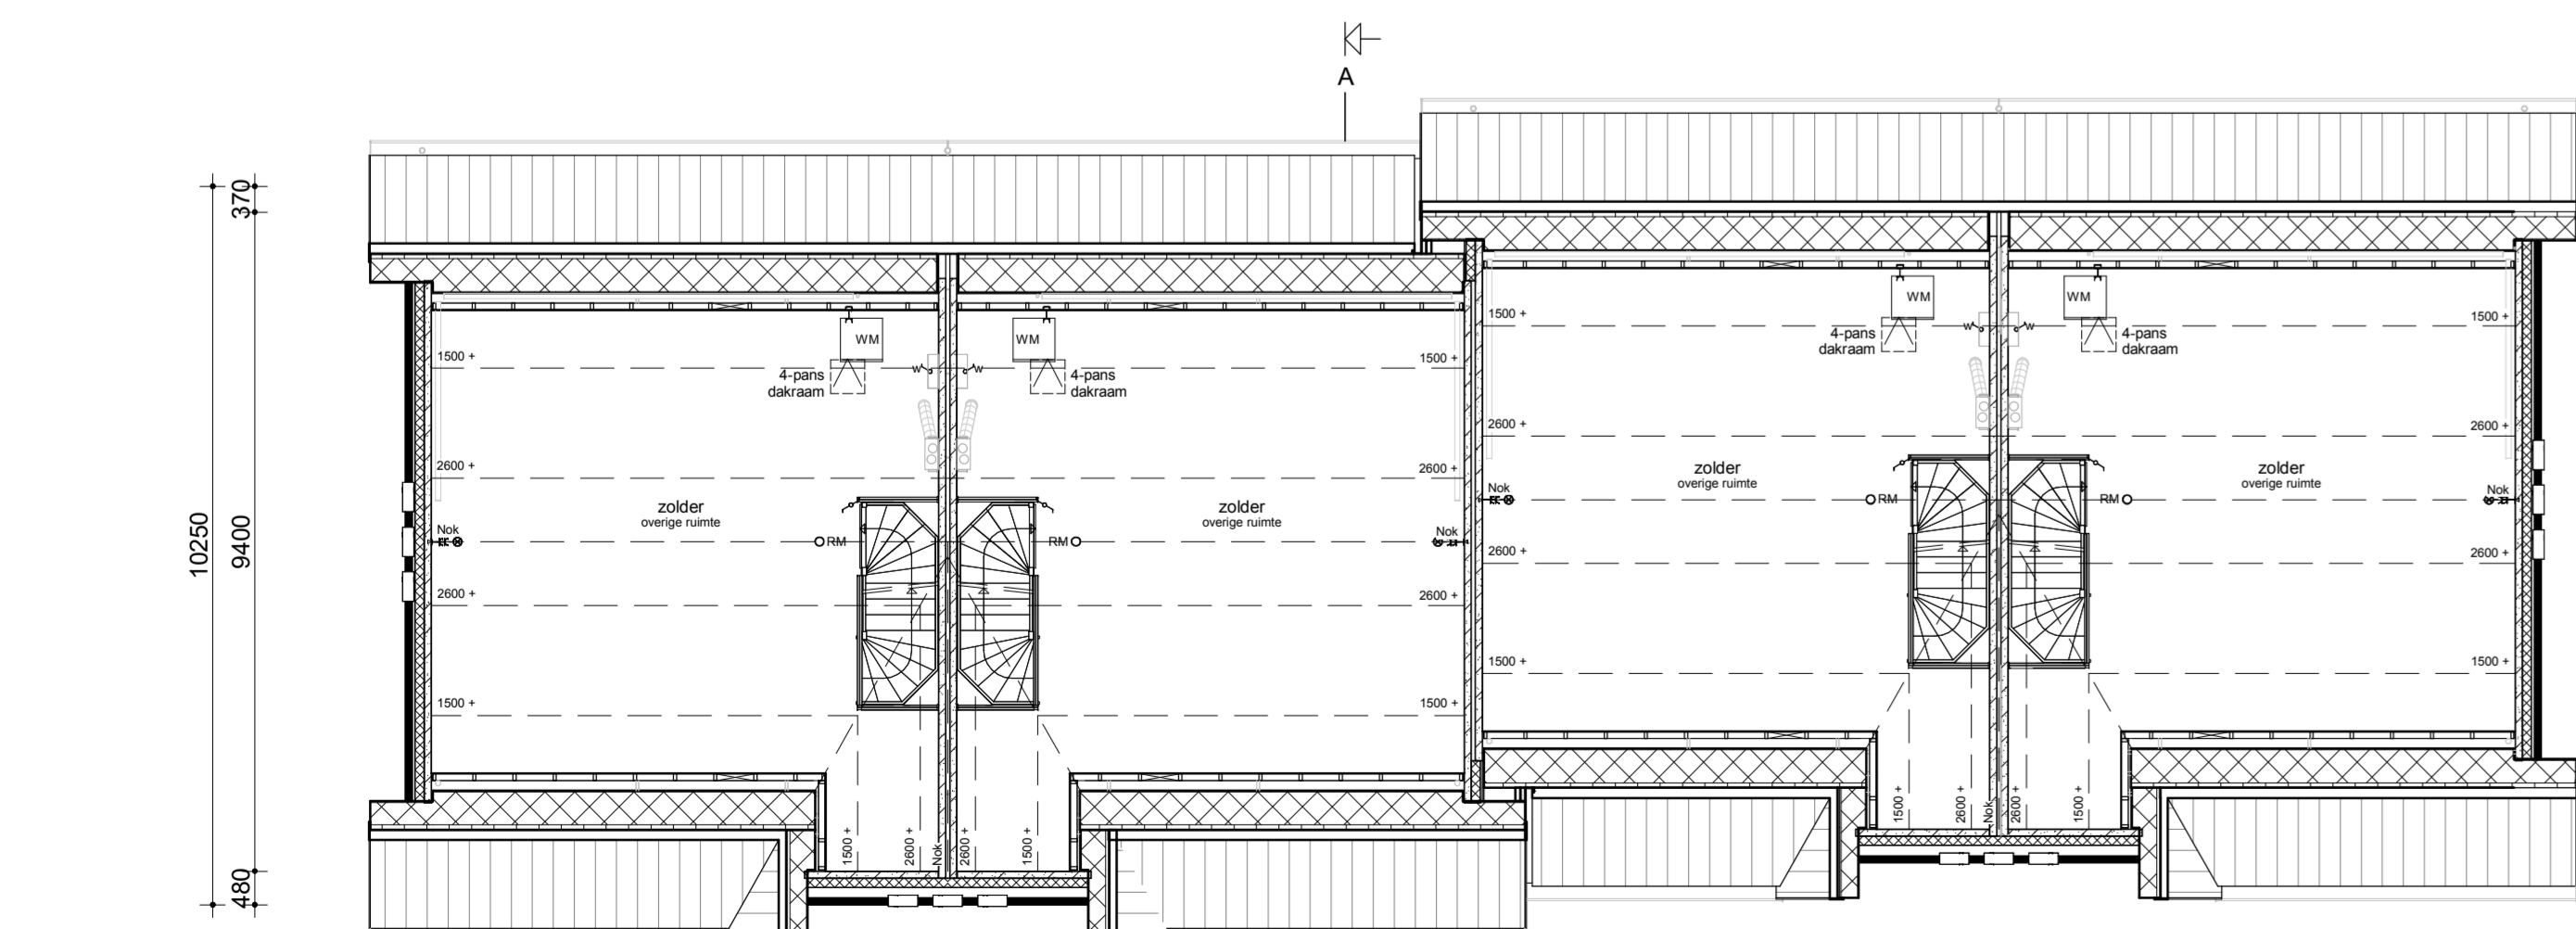 A
370
10250
9400
480
WM
WM
WM
WM
4-pans
dakraam
4-pans
dakraam
4-pans
dakraam
4-pans
dakraam
W
W
W
W
1500 +
1500 +
1500 +
1500 +
2600 +
2600 +
2600 +
2600 +
zolder
overige ruimte
zolder
overige ruimte
zolder
overige ruimte
zolder
overige ruimte
Nok
Nok
Nok
Nok
RM
RM
RM
RM
2600 +
2600 +
2600 +
2600 +
1500 +
1500 +
1500 +
1500 +
1500 +
2600 +
Nok
2600 +
1500 +
1500 +
2600 +
Nok
2600 +
1500 +